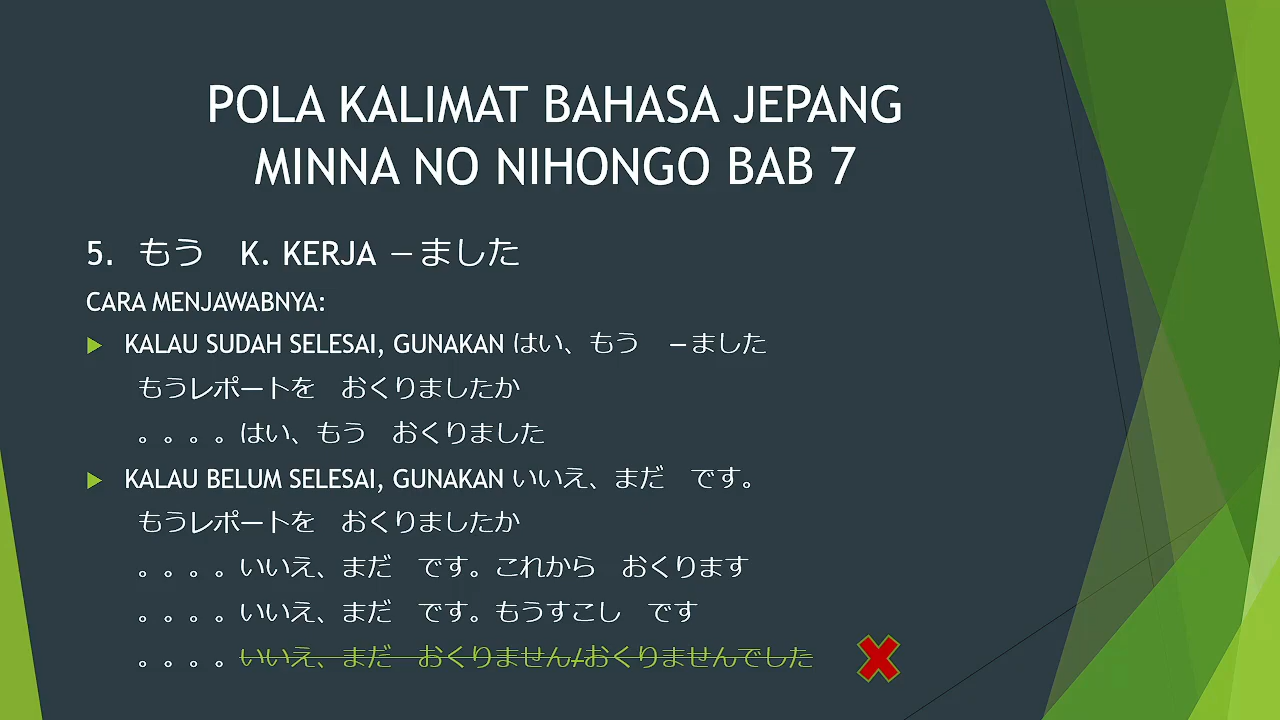 POLA KALIMAT BAHASA JEPANG
MINNA NO NIHONGO BAB 7
5. もう　K. KERJA －ました
CARA MENJAWABNYA:
KALAU SUDAH SELESAI, GUNAKAN はい、もう　－ました
もうレポートを　おくりましたか
。。。。はい、もう　おくりました
KALAU BELUM SELESAI, GUNAKAN いいえ、まだ　です。
もうレポートを　おくりましたか
。。。。いいえ、まだ　です。これから　おくります
。。。。いいえ、まだ　です。もうすこし　です
。。。。いいえ、まだ　おくりません/おくりませんでした